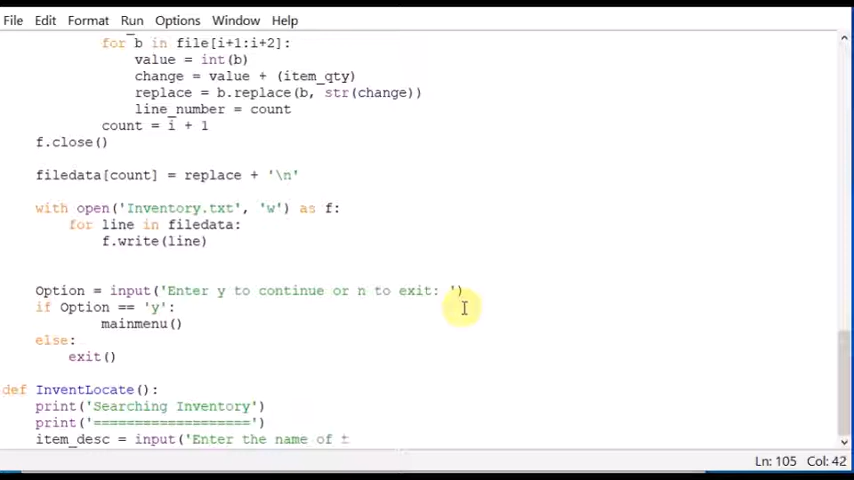 File Edit Format Run Options Window Help
for b in file[i+1:i+2]:
value = int(b)
change = value + (item_qty)
replace = b.replace(b, str(change))
line_number = count
count = i + 1
f.close()
filedata[count] = replace + '\n'
with open('Inventory.txt', 'w') as f:
for line in filedata:
f.write(line)
Option = input('Enter y to continue or n to exit: ')
if Option == 'y':
mainmenu()
else:
exit()
def InventLocate():
print('Searching Inventory')
print('===================')
item_desc = input('Enter the name of t
Ln: 105 Col: 42